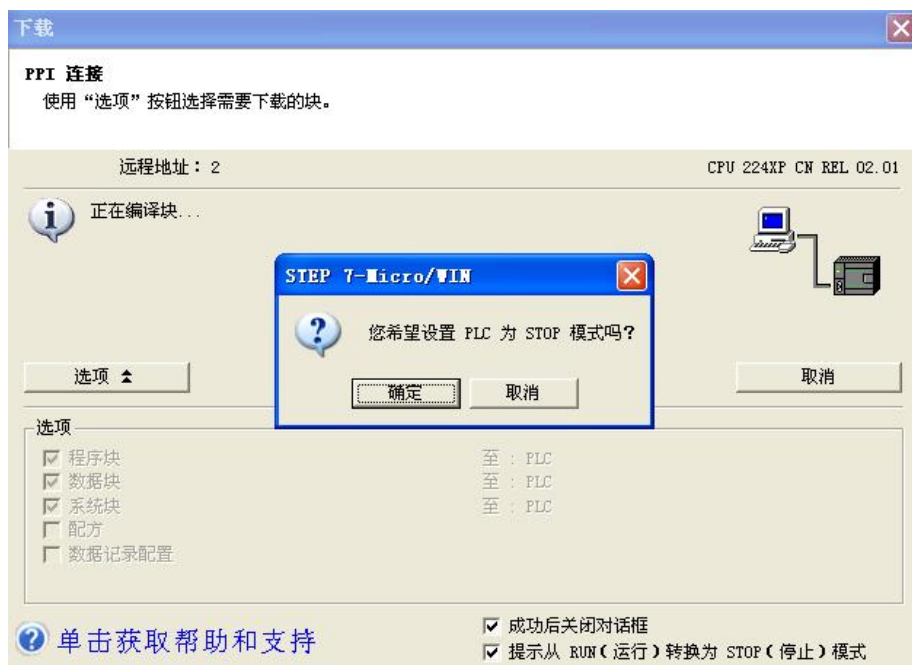 下载
PPI 连接
使用“选项”按钮选择需要下载的块。
远程地址： 2
CPU 224XP CN REL 02.01
正在编译块...
STEP 7-Micro/WIN
您希望设置 PLC 为 STOP 模式吗?
确定
取消
选项
取消
选项
程序块 至 : PLC
数据块 至 : PLC
系统块 至 : PLC
配方
数据记录配置
单击获取帮助和支持
成功后关闭对话框
提示从 RUN(运行)转换为 STOP(停止)模式